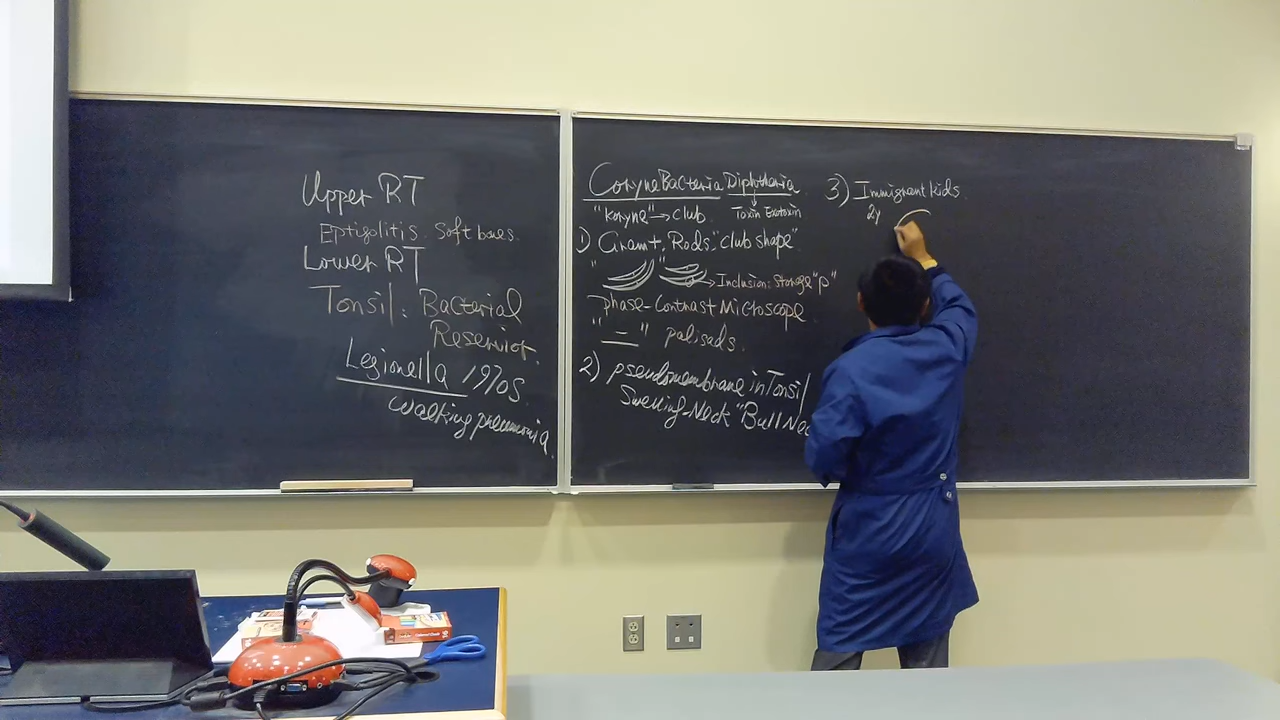 Upper RT
Eptigolitis. Soft bones.
Lower RT
Tonsil: Bacterial
Reservior.
Legionella 1970s.
Walking pneumonia
CoryneBacteria Diphtheria
"Koryne" → club. Toxin Exotoxin
1) Gram+, Rods: "club shape"
→ Inclusion: Storage "P"
Phase-Contrast Microscope
" = " palisads.
2) pseudomembrane in Tonsil
Swelling-Neck "Bull Nec
3) Immigrant kids.
2y